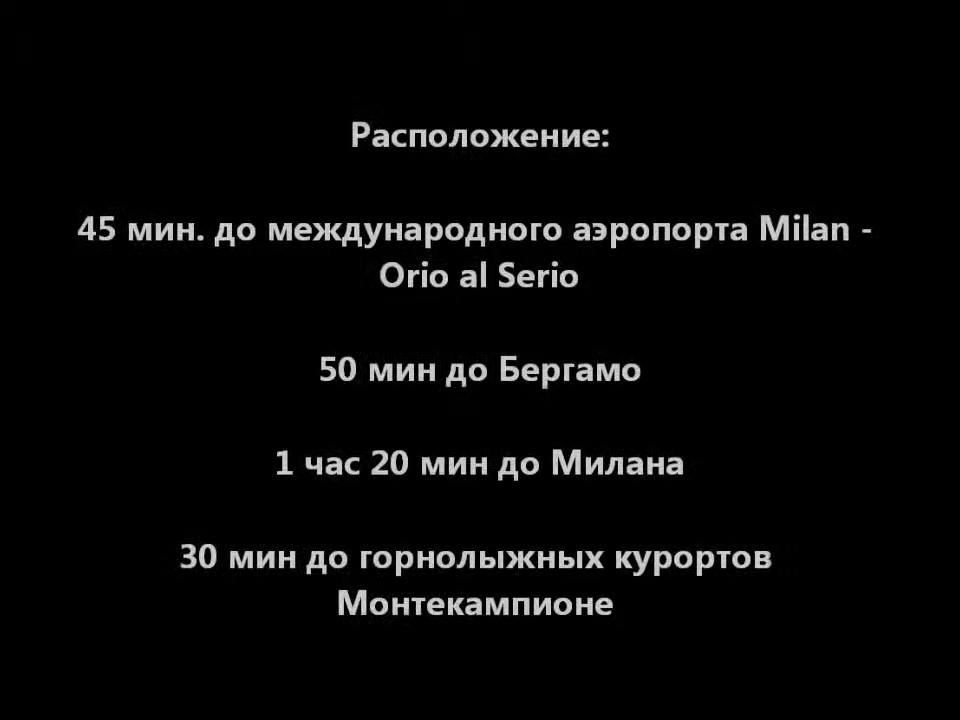 Расположение:
45 мин. до международного аэропорта Milan -
Orio al Serio
50 мин до Бергамо
1 час 20 мин до Милана
30 мин до горнолыжных курортов
Монтекампионе